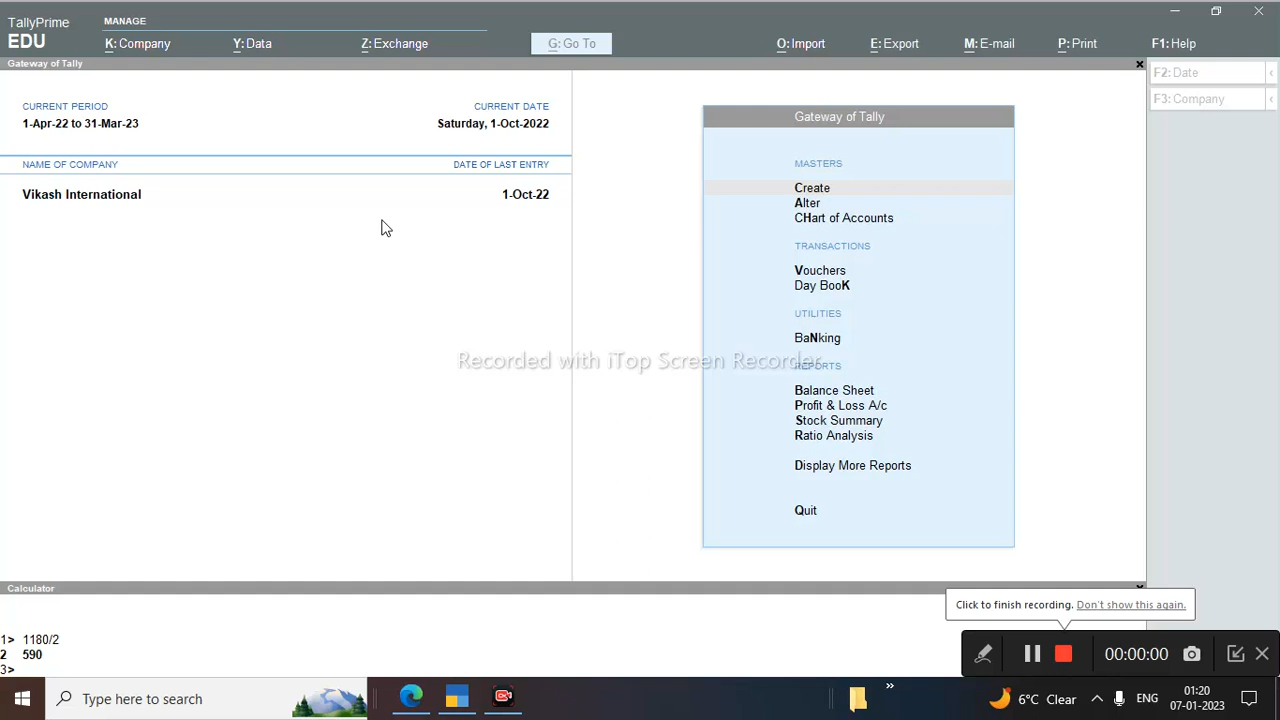 TallyPrime
EDU
MANAGE
K: Company
Y: Data
Z: Exchange
G: Go To
O: Import
E: Export
M: E-mail
P: Print
F1: Help
Gateway of Tally
F2: Date
F3: Company
CURRENT PERIOD
CURRENT DATE
1-Apr-22 to 31-Mar-23
Saturday, 1-Oct-2022
NAME OF COMPANY
DATE OF LAST ENTRY
Vikash International
1-Oct-22
Gateway of Tally
MASTERS
Create
Alter
CHart of Accounts
TRANSACTIONS
Vouchers
Day BooK
UTILITIES
BaNking
Recorded with iTop Screen Recorder
REPORTS
Balance Sheet
Profit & Loss A/c
Stock Summary
Ratio Analysis
Display More Reports
Quit
Calculator
1> 1180/2
2 590
3>
Click to finish recording. Don't show this again.
00:00:00
Type here to search
6°C Clear
ENG
01:20
07-01-2023